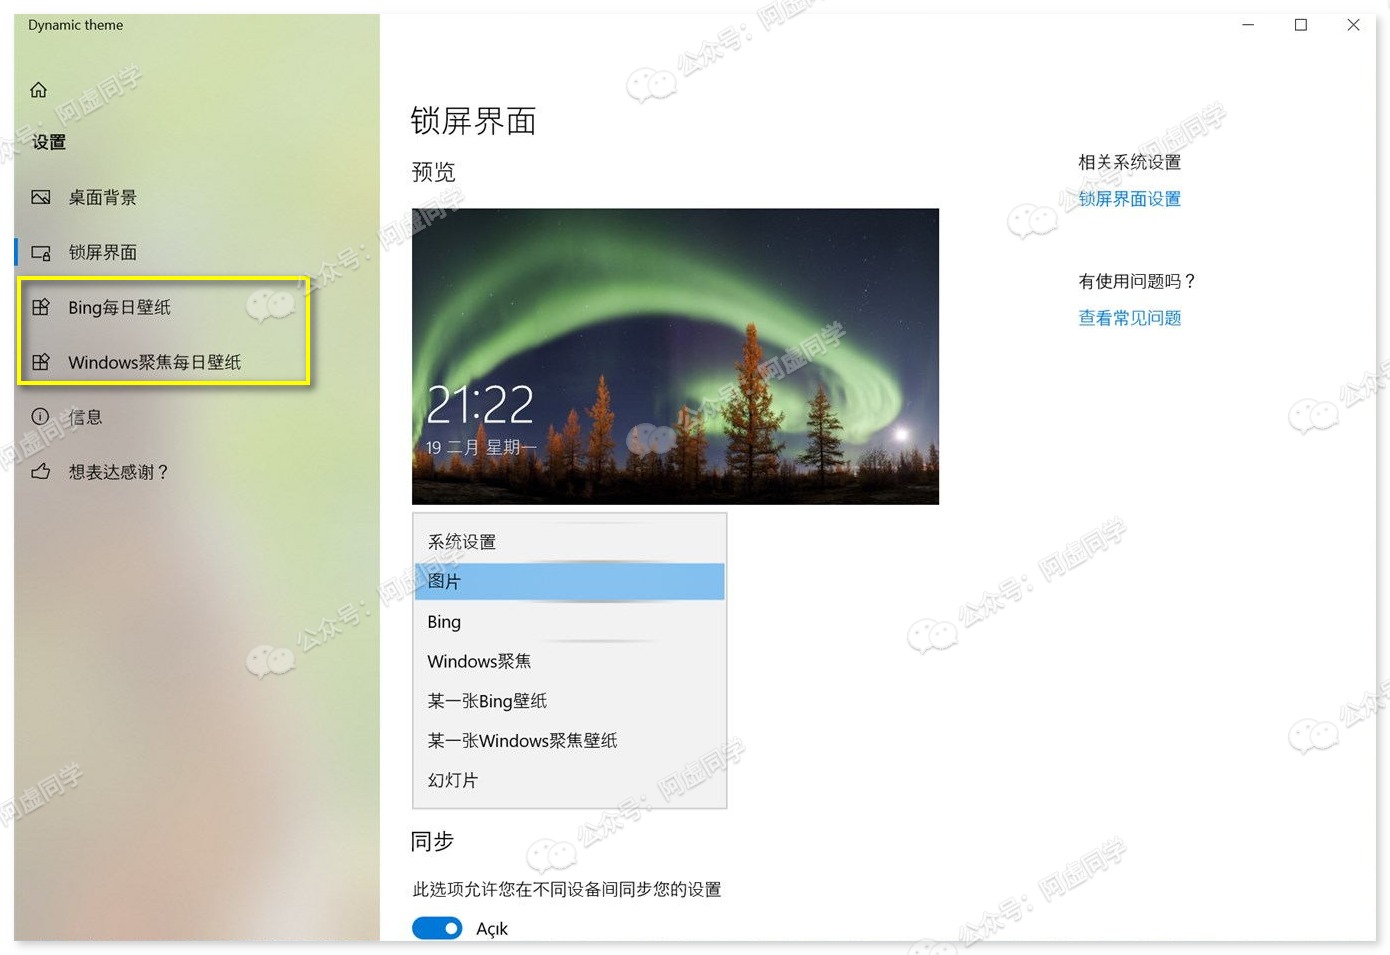 Dynamic theme
设置
桌面背景
锁屏界面
Bing每日壁纸
Windows聚焦每日壁纸
信息
想表达感谢？
锁屏界面
预览
21:22
19 二月 星期一
系统设置
图片
Bing
Windows聚焦
某一张Bing壁纸
某一张Windows聚焦壁纸
幻灯片
同步
此选项允许您在不同设备间同步您的设置
Açık
相关系统设置
锁屏界面设置
有使用问题吗？
查看常见问题
公众号：阿虚同学